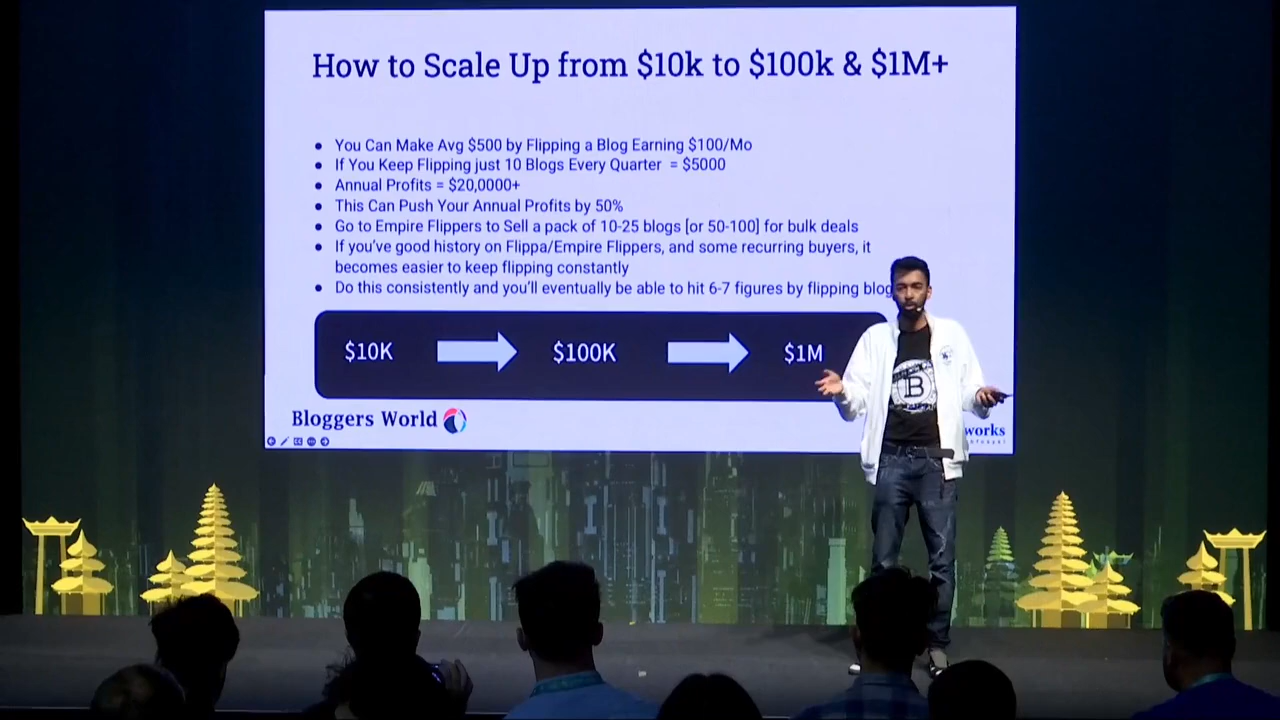 How to Scale Up from $10k to $100k & $1M+
You Can Make Avg $500 by Flipping a Blog Earning $100/Mo
If You Keep Flipping just 10 Blogs Every Quarter = $5000
Annual Profits = $20,0000+
This Can Push Your Annual Profits by 50%
Go to Empire Flippers to Sell a pack of 10-25 blogs [or 50-100] for bulk deals
If you've good history on Flippa/Empire Flippers, and some recurring buyers, it
becomes easier to keep flipping constantly
Do this consistently and you'll eventually be able to hit 6-7 figures by flipping blog
$10K $100K $1M
B
Bloggers World
works